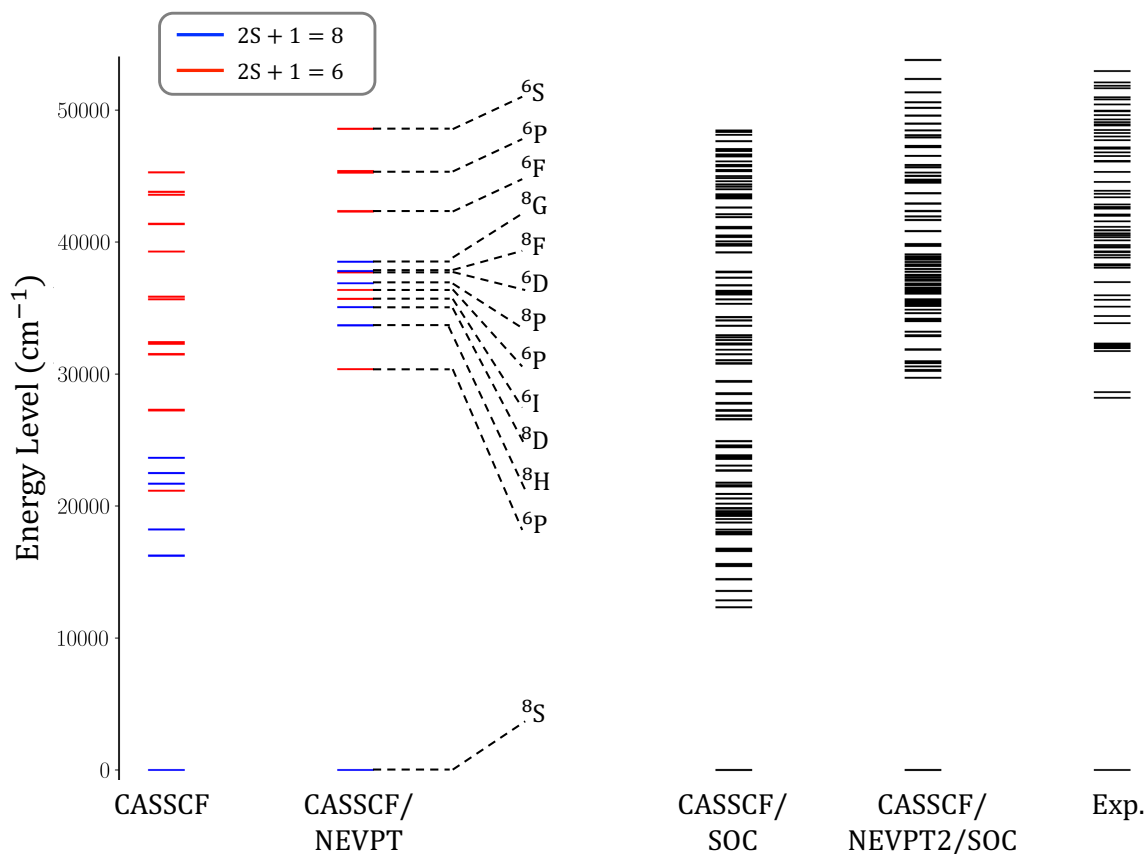 2S + 1 = 8
2S + 1 = 6
Energy Level (cm⁻¹)
50000
40000
30000
20000
10000
0
⁶S
⁶P
⁶F
⁸G
⁸F
⁶D
⁸P
⁶P
⁶I
⁸D
⁸H
⁶P
⁸S
CASSCF
CASSCF/
NEVPT
CASSCF/
SOC
CASSCF/
NEVPT2/SOC
Exp.